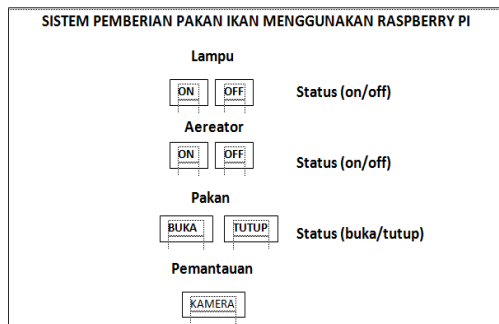 SISTEM PEMBERIAN PAKAN IKAN MENGGUNAKAN RASPBERRY PI
Lampu
ON OFF Status (on/off)
Aereator
ON OFF Status (on/off)
Pakan
BUKA TUTUP Status (buka/tutup)
Pemantauan
KAMERA